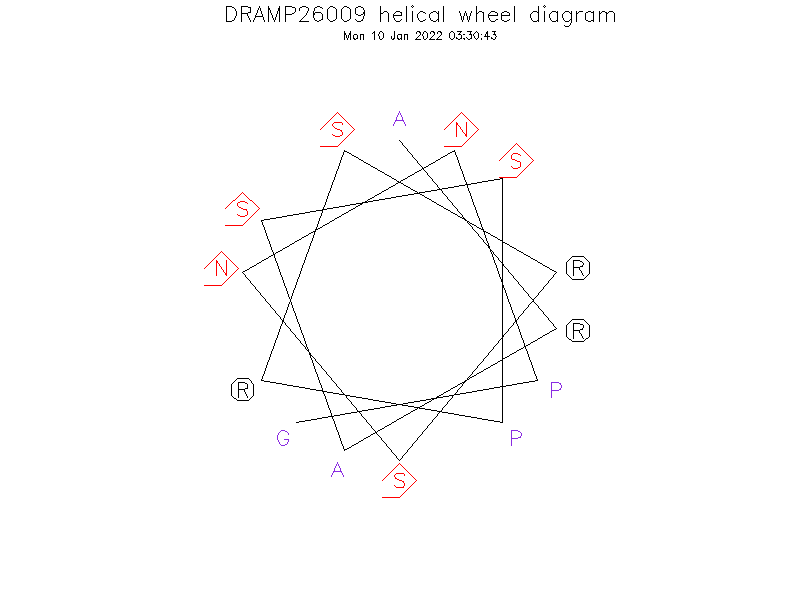 DRAMP26009 helical wheel diagram
Mon 10 Jan 2022 03:30:43
S A N
S
S
N R
R
R P
G P
A S